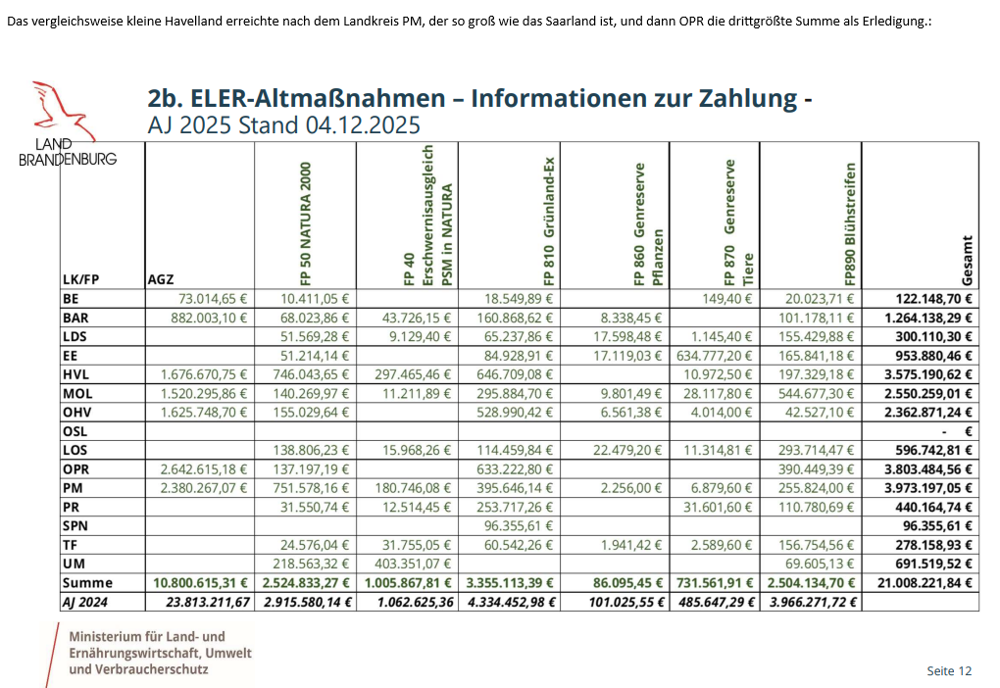 Das vergleichsweise kleine Havelland erreichte nach dem Landkreis PM, der so groß wie das Saarland ist, und dann OPR die drittgrößte Summe als Erledigung.:
2b. ELER-Altmaßnahmen – Informationen zur Zahlung -
AJ 2025 Stand 04.12.2025
LAND
BRANDENBURG
LK/FP AGZ FP 50 NATURA 2000 FP 40 Erschwernisausgleich PSM in NATURA FP 810 Grünland-Ex FP 860 Genreserve Pflanzen FP 870 Genreserve Tiere FP890 Blühstreifen Gesamt
BE 73.014,65 € 10.411,05 € 18.549,89 € 149,40 € 20.023,71 € 122.148,70 €
BAR 882.003,10 € 68.023,86 € 43.726,15 € 160.868,62 € 8.338,45 € 101.178,11 € 1.264.138,29 €
LDS 51.569,28 € 9.129,40 € 65.237,86 € 17.598,48 € 1.145,40 € 155.429,88 € 300.110,30 €
EE 51.214,14 € 84.928,91 € 17.119,03 € 634.777,20 € 165.841,18 € 953.880,46 €
HVL 1.676.670,75 € 746.043,65 € 297.465,46 € 646.709,08 € 10.972,50 € 197.329,18 € 3.575.190,62 €
MOL 1.520.295,86 € 140.269,97 € 11.211,89 € 295.884,70 € 9.801,49 € 28.117,80 € 544.677,30 € 2.550.259,01 €
OHV 1.625.748,70 € 155.029,64 € 528.990,42 € 6.561,38 € 4.014,00 € 42.527,10 € 2.362.871,24 €
OSL - €
LOS 138.806,23 € 15.968,26 € 114.459,84 € 22.479,20 € 11.314,81 € 293.714,47 € 596.742,81 €
OPR 2.642.615,18 € 137.197,19 € 633.222,80 € 390.449,39 € 3.803.484,56 €
PM 2.380.267,07 € 751.578,16 € 180.746,08 € 395.646,14 € 2.256,00 € 6.879,60 € 255.824,00 € 3.973.197,05 €
PR 31.550,74 € 12.514,45 € 253.717,26 € 31.601,60 € 110.780,69 € 440.164,74 €
SPN 96.355,61 € 96.355,61 €
TF 24.576,04 € 31.755,05 € 60.542,26 € 1.941,42 € 2.589,60 € 156.754,56 € 278.158,93 €
UM 218.563,32 € 403.351,07 € 69.605,13 € 691.519,52 €
Summe 10.800.615,31 € 2.524.833,27 € 1.005.867,81 € 3.355.113,39 € 86.095,45 € 731.561,91 € 2.504.134,70 € 21.008.221,84 €
AJ 2024 23.813.211,67 2.915.580,14 € 1.062.625,36 4.334.452,98 € 101.025,55 € 485.647,29 € 3.966.271,72 €
Ministerium für Land- und
Ernährungswirtschaft, Umwelt
und Verbraucherschutz
Seite 12